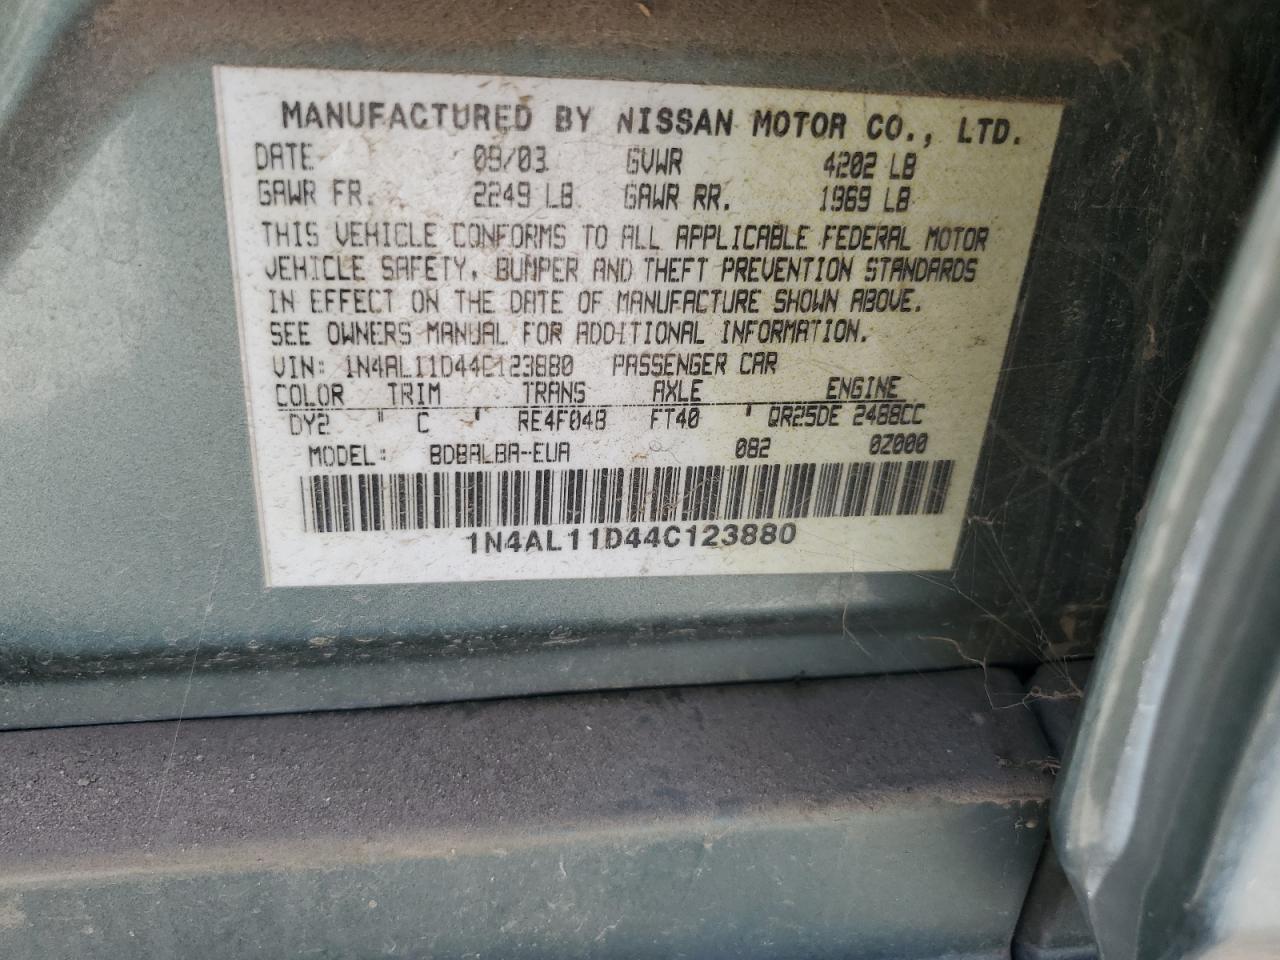 MANUFACTURED BY NISSAN MOTOR CO., LTD.
DATE 09/03 GVWR 4202 LB
GAWR FR. 2249 LB GAWR RR. 1969 LB
THIS VEHICLE CONFORMS TO ALL APPLICABLE FEDERAL MOTOR
VEHICLE SAFETY, BUMPER AND THEFT PREVENTION STANDARDS
IN EFFECT ON THE DATE OF MANUFACTURE SHOWN ABOVE.
SEE OWNERS MANUAL FOR ADDITIONAL INFORMATION.
VIN: 1N4AL11D44C123880 PASSENGER CAR
COLOR TRIM TRANS AXLE ENGINE
DY2 " C ' RE4F04B FT40 ' QR25DE 2488CC
MODEL: BDBALBA-EUA 082 0Z000
1N4AL11D44C123880